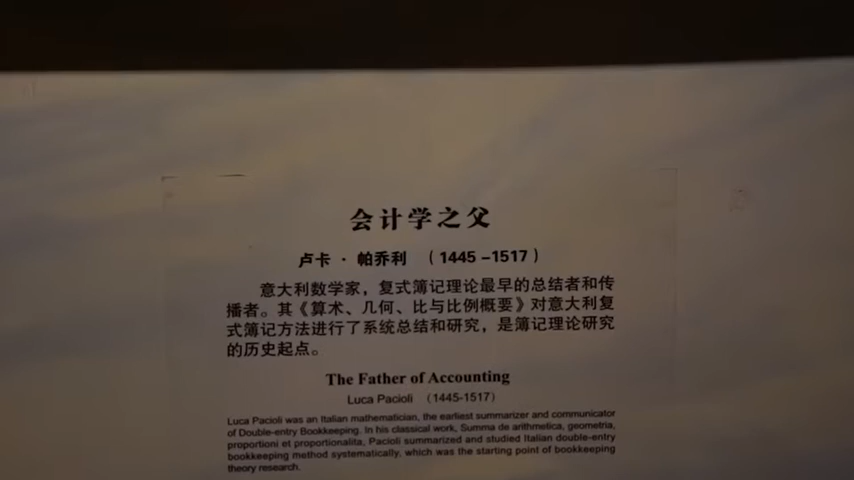 会计学之父
卢卡·帕乔利 （1445－1517）
意大利数学家，复式簿记理论最早的总结者和传
播者。其《算术、几何、比与比例概要》对意大利复
式簿记方法进行了系统总结和研究，是簿记理论研究
的历史起点。
The Father of Accounting
Luca Pacioli （1445-1517）
Luca Pacioli was an Italian mathematician, the earliest summarizer and communicator
of Double-entry Bookkeeping. In his classical work, Summa de arithmelica, geometria,
proportioni et proportionalita, Pacioli summarized and studied Italian double-entry
bookkeeping method systematically, which was the starting point of bookkeeping
theory research.